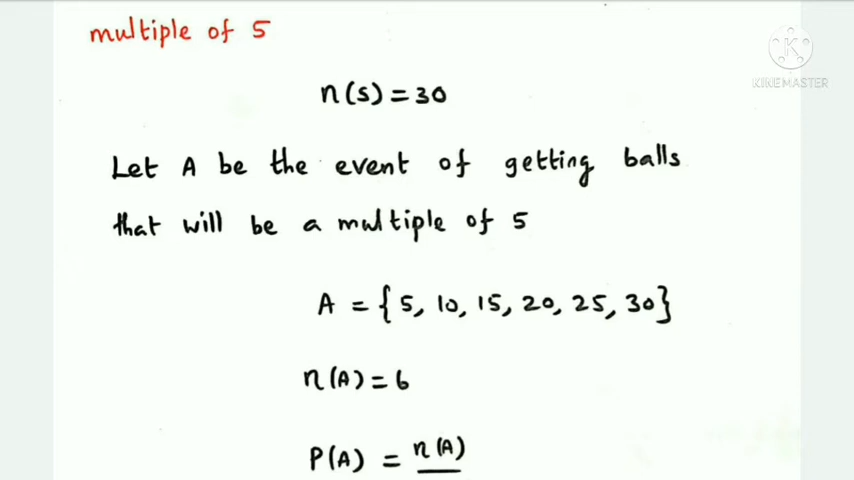 multiple of 5
K
KINEMASTER
n(s) = 30
Let A be the event of getting balls
that will be a multiple of 5
A = {5, 10, 15, 20, 25, 30}
n(A) = 6
P(A) = n(A)